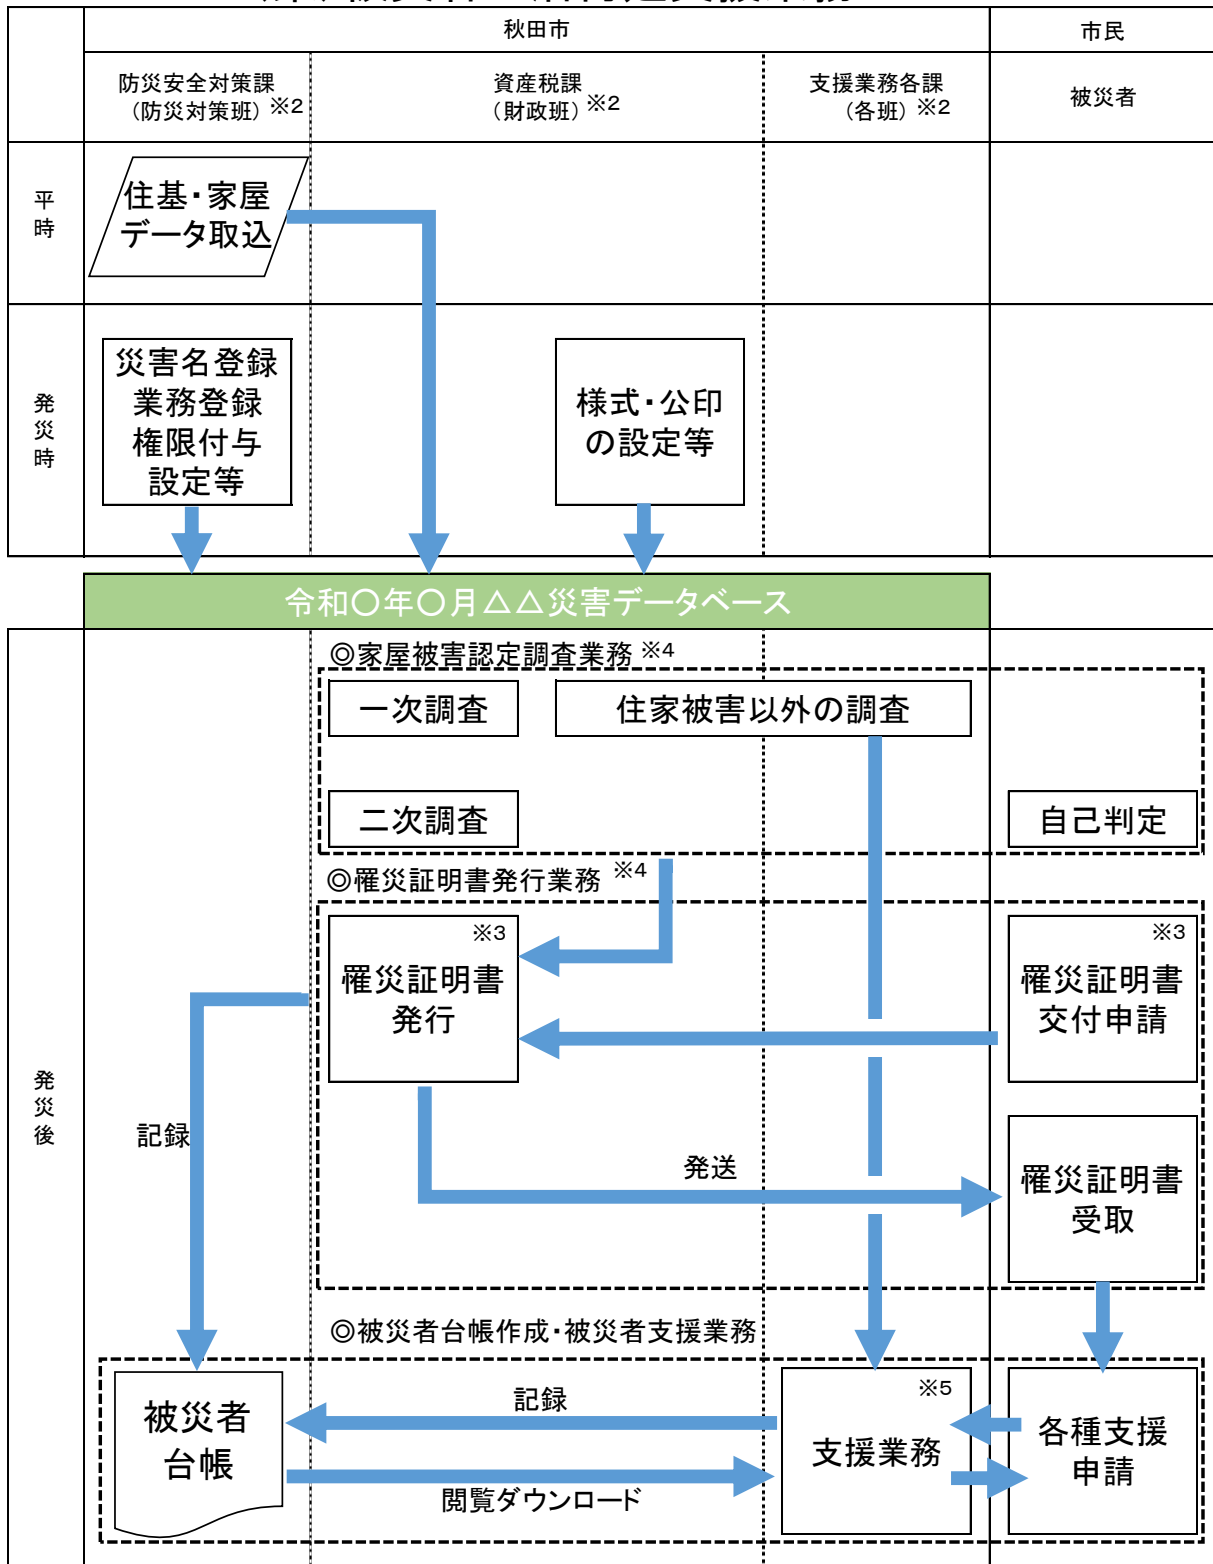 秋田市
市民
防災安全対策課
（防災対策班）※2
資産税課
（財政班）※2
支援業務各課
（各班）※2
被災者
平時
住基・家屋
データ取込
発災時
災害名登録
業務登録
権限付与
設定等
様式・公印
の設定等
令和〇年〇月△△災害データベース
発災後
◎家屋被害認定調査業務 ※4
一次調査
住家被害以外の調査
二次調査
自己判定
◎罹災証明書発行業務 ※4
※3
罹災証明書
発行
※3
罹災証明書
交付申請
記録
発送
罹災証明書
受取
◎被災者台帳作成・被災者支援業務
被災者
台帳
記録
閲覧ダウンロード
※5
支援業務
各種支援
申請